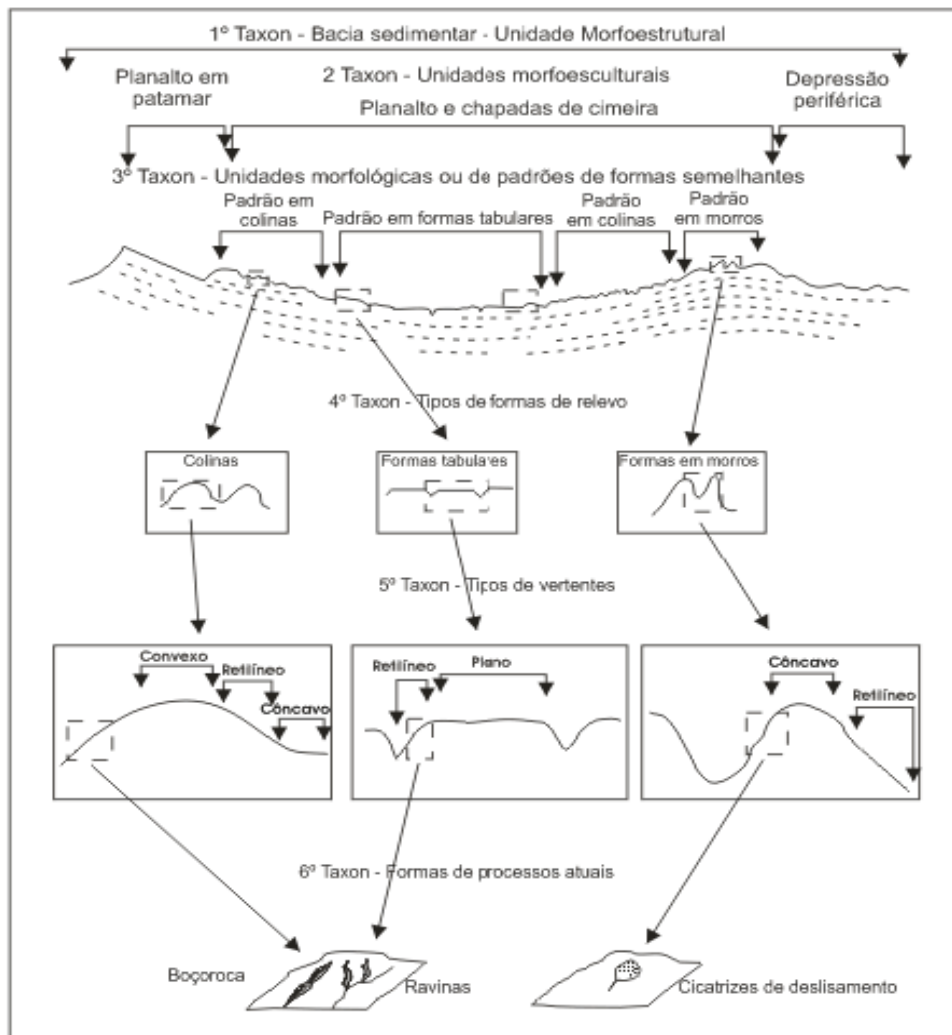 1º Taxon - Bacia sedimentar - Unidade Morfoestrutural
Planalto em
patamar
2 Taxon - Unidades morfoesculturais
Depressão
periférica
Planalto e chapadas de cimeira
3º Taxon - Unidades morfológicas ou de padrões de formas semelhantes
Padrão em
colinas
Padrão em formas tabulares
Padrão
em colinas
Padrão
em morros
4º Taxon - Tipos de formas de relevo
Colinas
Formas tabulares
Formas em morros
5º Taxon - Tipos de vertentes
Convexo
Retilíneo
Côncavo
Retilíneo
Plano
Côncavo
Retilíneo
6º Taxon - Formas de processos atuais
Boçoroca
Ravinas
Cicatrizes de deslisamento